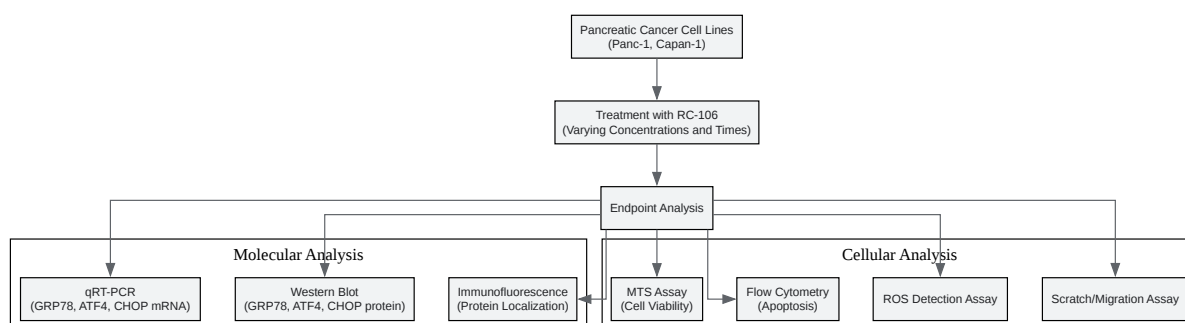 Pancreatic Cancer Cell Lines
(Panc-1, Capan-1)
Treatment with RC-106
(Varying Concentrations and Times)
Endpoint Analysis
Molecular Analysis
qRT-PCR
(GRP78, ATF4, CHOP mRNA)
Western Blot
(GRP78, ATF4, CHOP protein)
Immunofluorescence
(Protein Localization)
Cellular Analysis
MTS Assay
(Cell Viability)
Flow Cytometry
(Apoptosis)
ROS Detection Assay
Scratch/Migration Assay